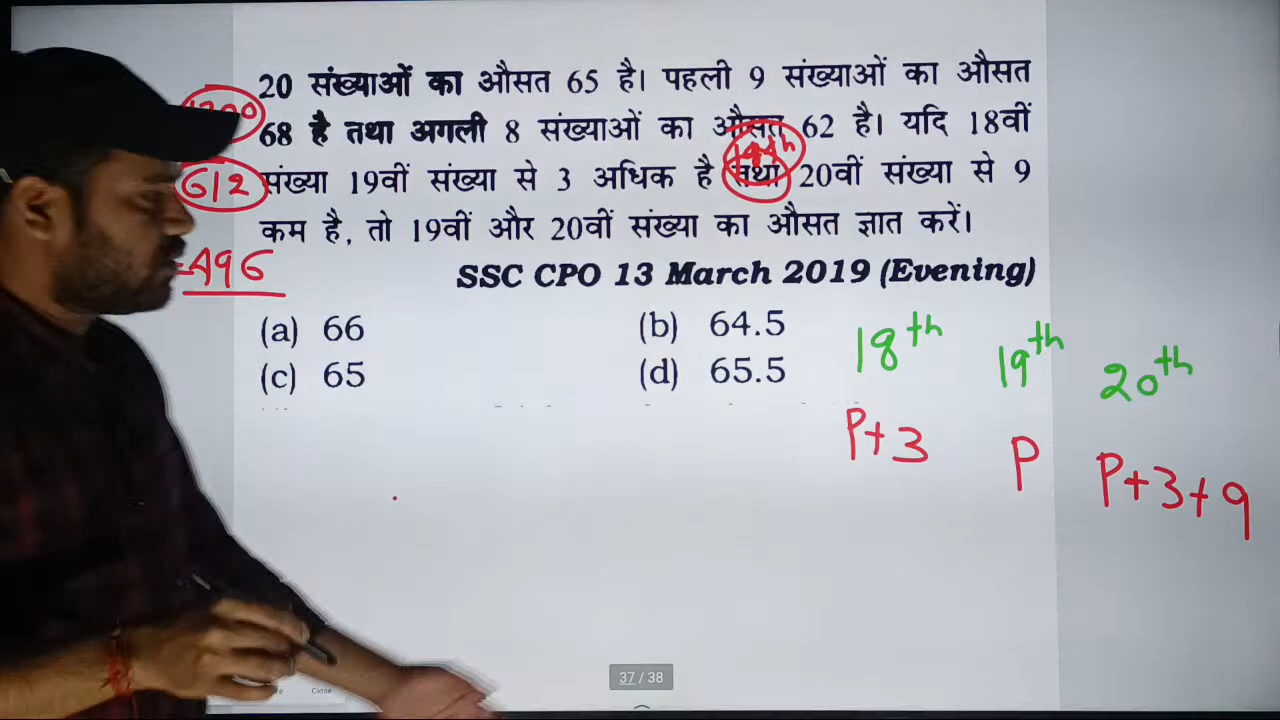 20 संख्याओं का औसत 65 है। पहली 9 संख्याओं का औसत
68 है तथा अगली 8 संख्याओं का औसत 62 है। यदि 18वीं
संख्या 19वीं संख्या से 3 अधिक है तथा 20वीं संख्या से 9
कम है, तो 19वीं और 20वीं संख्या का औसत ज्ञात करें।
SSC CPO 13 March 2019 (Evening)
(a) 66
(b) 64.5
(c) 65
(d) 65.5
612
496
18th 19th 20th
P+3 P P+3+9
37 / 38
Close